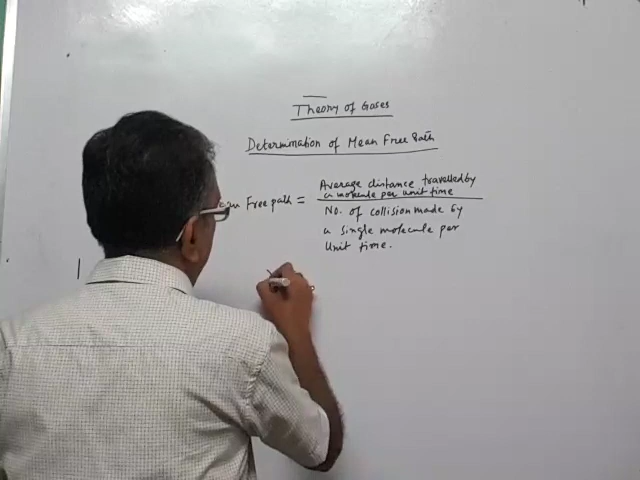 Theory of Gases
Determination of Mean Free Path
Free path = Average distance travelled by
a molecule per unit time
No. of collision made by
a single molecule per
Unit time.